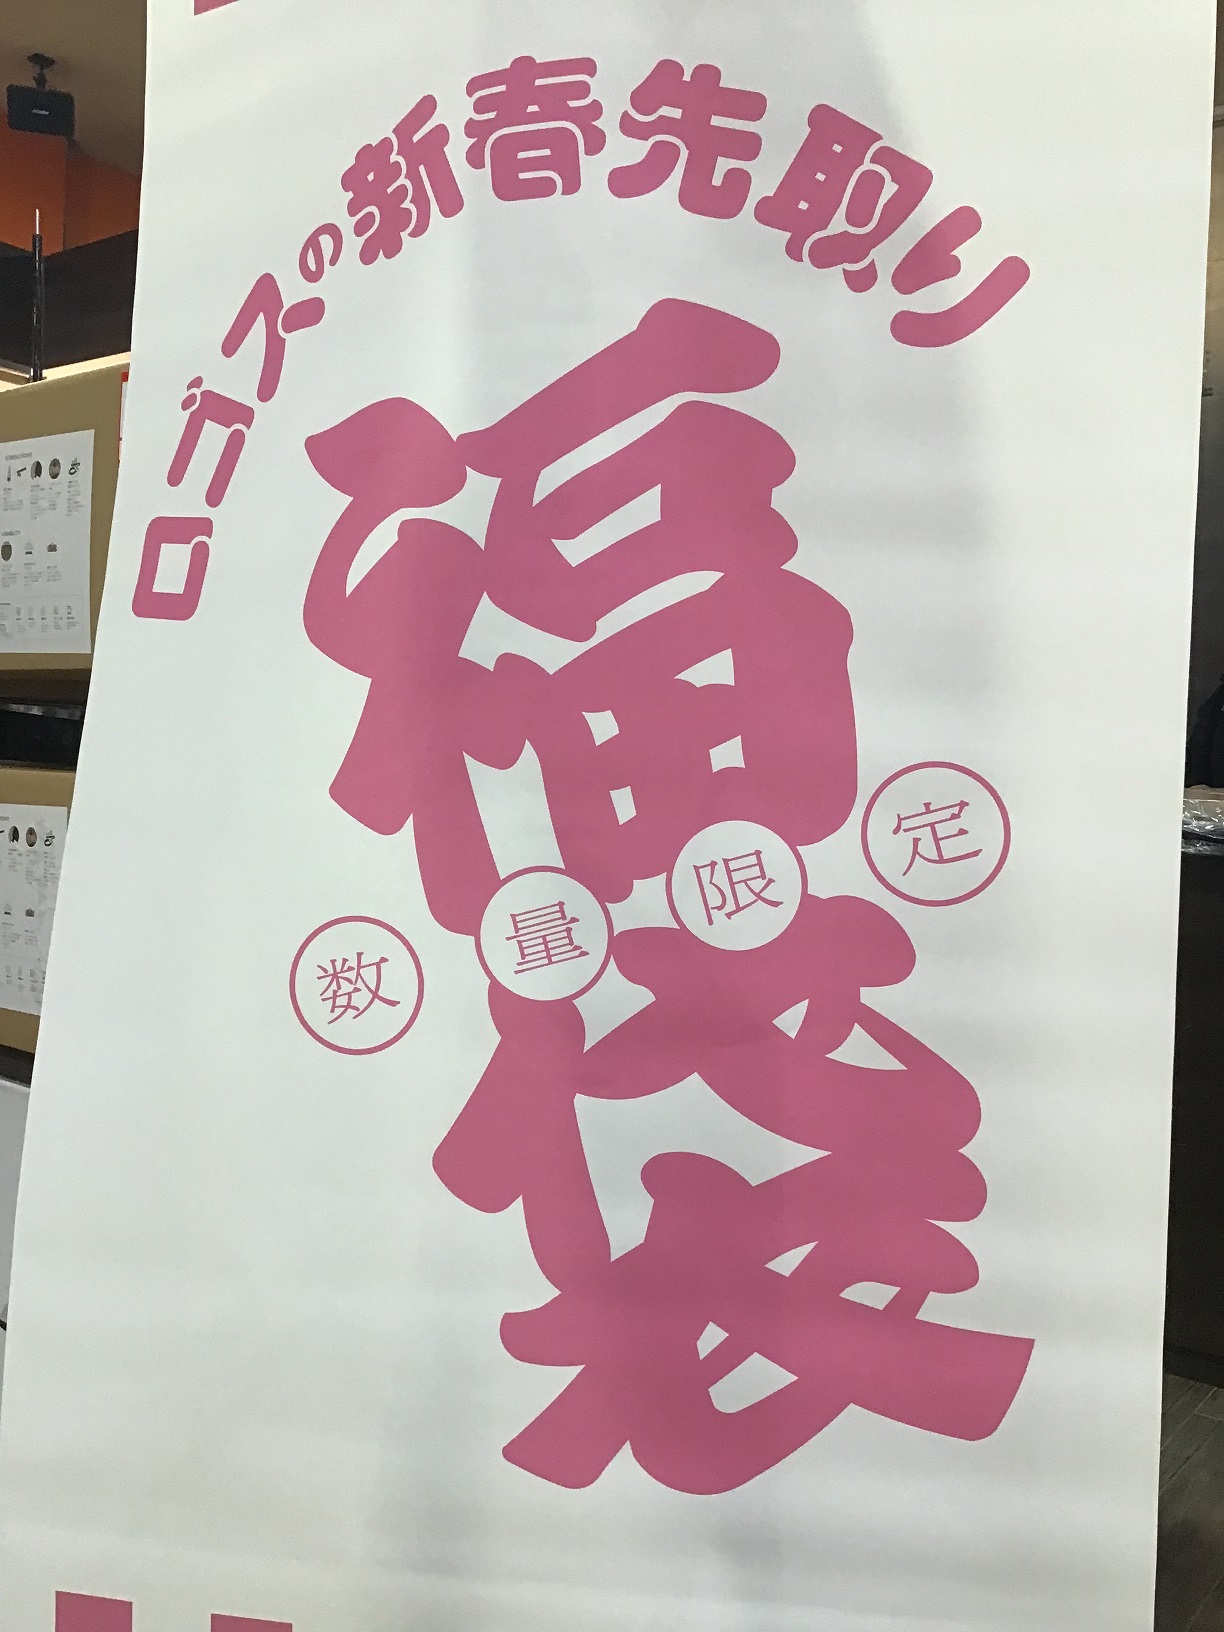 ロゴスの新春先取り
福袋
数量限定